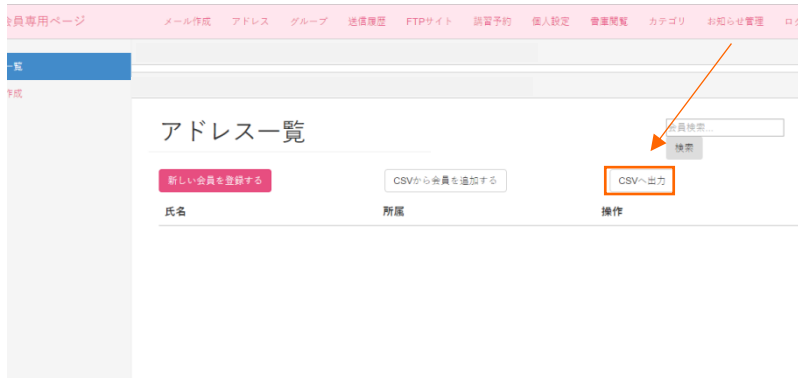 会員専用ページ メール作成 アドレス グループ 送信履歴 FTPサイト 講習予約 個人設定 書庫閲覧 カテゴリ お知らせ管理 ログ
一覧
作成
アドレス一覧
会員検索...
検索
新しい会員を登録する CSVから会員を追加する CSVへ出力
氏名 所属 操作